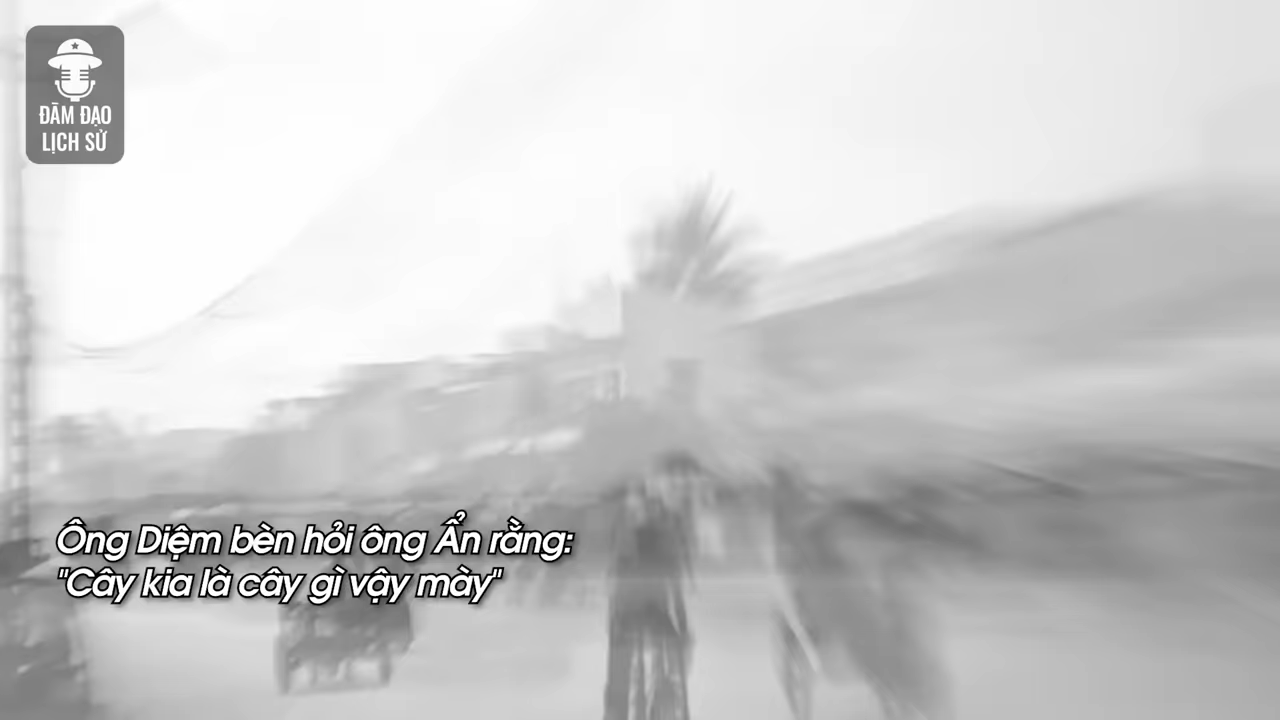 ĐÀM ĐẠO
LỊCH SỬ
Ông Diệm bèn hỏi ông Ẩn rằng:
"Cây kia là cây gì vậy mày"